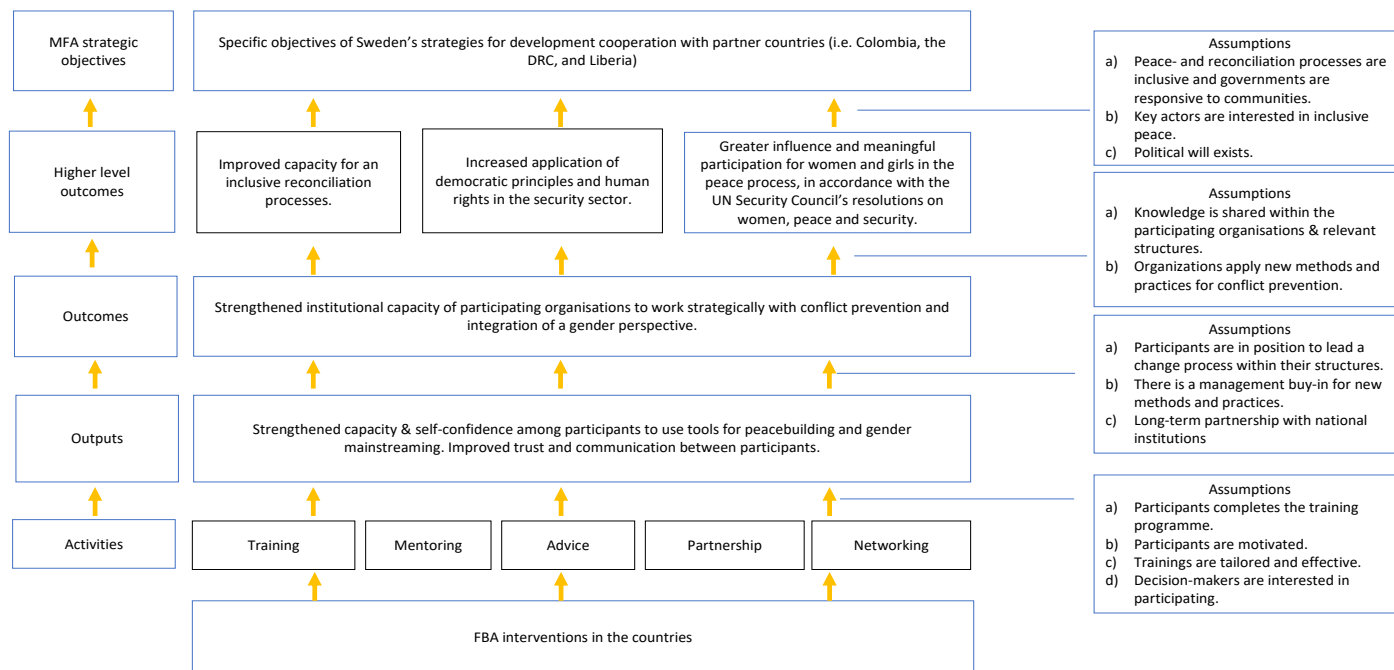 MFA strategic
objectives
Specific objectives of Sweden's strategies for development cooperation with partner countries (i.e. Colombia, the
DRC, and Liberia)
Assumptions
a) Peace- and reconciliation processes are
inclusive and governments are
responsive to communities.
b) Key actors are interested in inclusive
peace.
c) Political will exists.
Higher level
outcomes
Improved capacity for an
inclusive reconciliation
processes.
Increased application of
democratic principles and human
rights in the security sector.
Greater influence and meaningful
participation for women and girls in the
peace process, in accordance with the
UN Security Council's resolutions on
women, peace and security.
Assumptions
a) Knowledge is shared within the
participating organisations & relevant
structures.
b) Organizations apply new methods and
practices for conflict prevention.
Outcomes
Strengthened institutional capacity of participating organisations to work strategically with conflict prevention and
integration of a gender perspective.
Assumptions
a) Participants are in position to lead a
change process within their structures.
b) There is a management buy-in for new
methods and practices.
c) Long-term partnership with national
institutions
Outputs
Strengthened capacity & self-confidence among participants to use tools for peacebuilding and gender
mainstreaming. Improved trust and communication between participants.
Assumptions
a) Participants completes the training
programme.
b) Participants are motivated.
c) Trainings are tailored and effective.
d) Decision-makers are interested in
participating.
Activities
Training
Mentoring
Advice
Partnership
Networking
FBA interventions in the countries